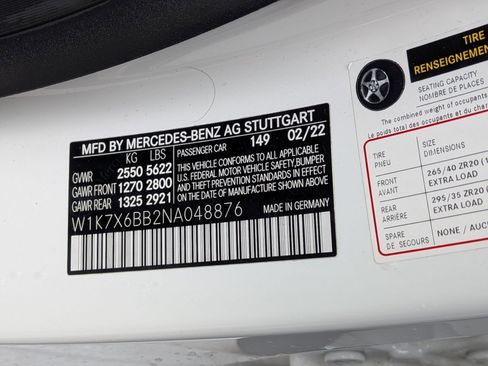 MFD BY MERCEDES-BENZ AG STUTTGART
KG LBS PASSENGER CAR 149 02/22
GVWR 2550 5622
GAWR FRONT 1270 2800
GAWR REAR 1325 2921
THIS VEHICLE CONFORMS TO ALL APPLICABLE
U.S. FEDERAL MOTOR VEHICLE SAFETY,BUMPER
AND THEFT PREVENTION STANDARDS IN EFFECT
ON THE DATE OF MANUFACTURE SHOWN ABOVE.
W1K7X6BB2NA048876
TIRE
RENSEIGNEMEN
SEATING CAPACITY
NOMBRE DE PLACES
The combined weight of occupants
Le poids total des occupants et du char
TIRE
PNEU
SIZE
DIMENSIONS
FRONT
AVANT
265/40 ZR20 (1
EXTRA LOAD
REAR
ARRIÈRE
295/35 ZR20 (1
EXTRA LOAD
SPARE
DE SECOURS
NONE / AUC